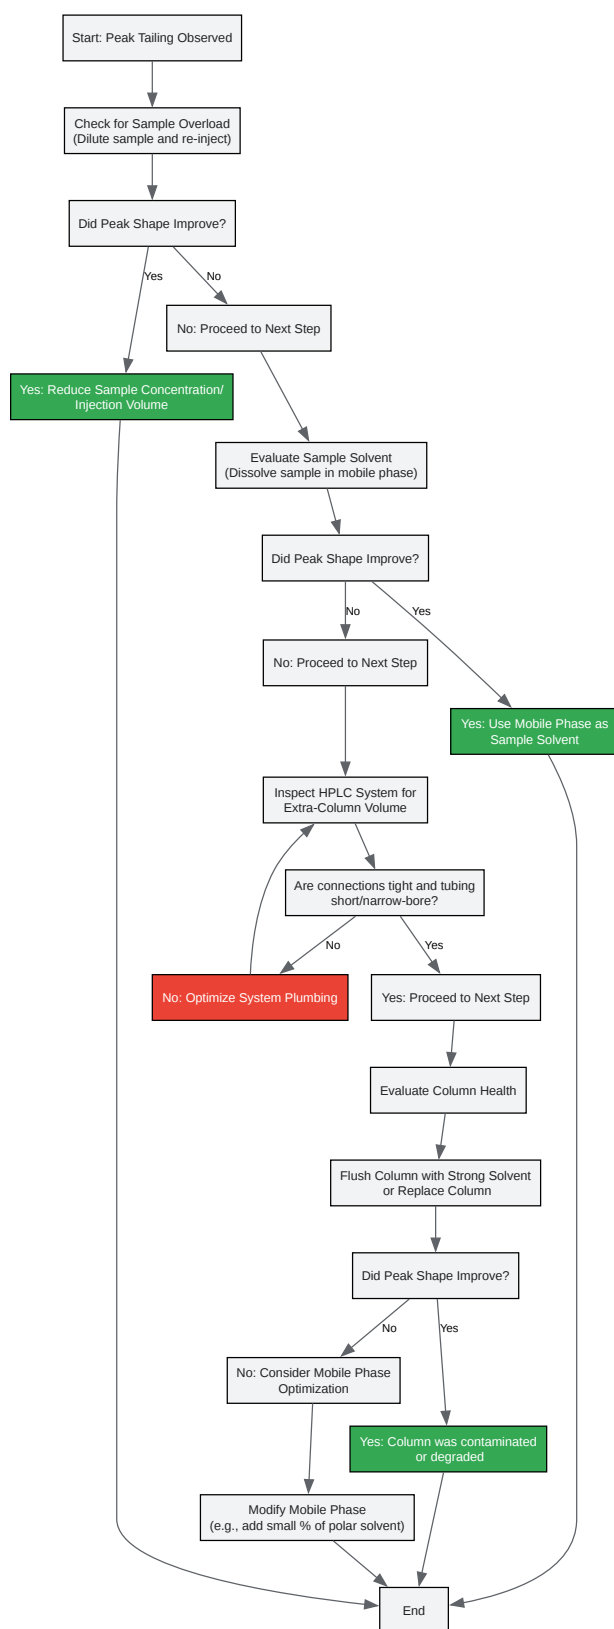 Start: Peak Tailing Observed
Check for Sample Overload
(Dilute sample and re-inject)
Did Peak Shape Improve?
Yes
No
No: Proceed to Next Step
Yes: Reduce Sample Concentration/
Injection Volume
Evaluate Sample Solvent
(Dissolve sample in mobile phase)
Did Peak Shape Improve?
No
Yes
No: Proceed to Next Step
Yes: Use Mobile Phase as
Sample Solvent
Inspect HPLC System for
Extra-Column Volume
Are connections tight and tubing
short/narrow-bore?
No
Yes
No: Optimize System Plumbing
Yes: Proceed to Next Step
Evaluate Column Health
Flush Column with Strong Solvent
or Replace Column
Did Peak Shape Improve?
No
Yes
No: Consider Mobile Phase
Optimization
Yes: Column was contaminated
or degraded
Modify Mobile Phase
(e.g., add small % of polar solvent)
End